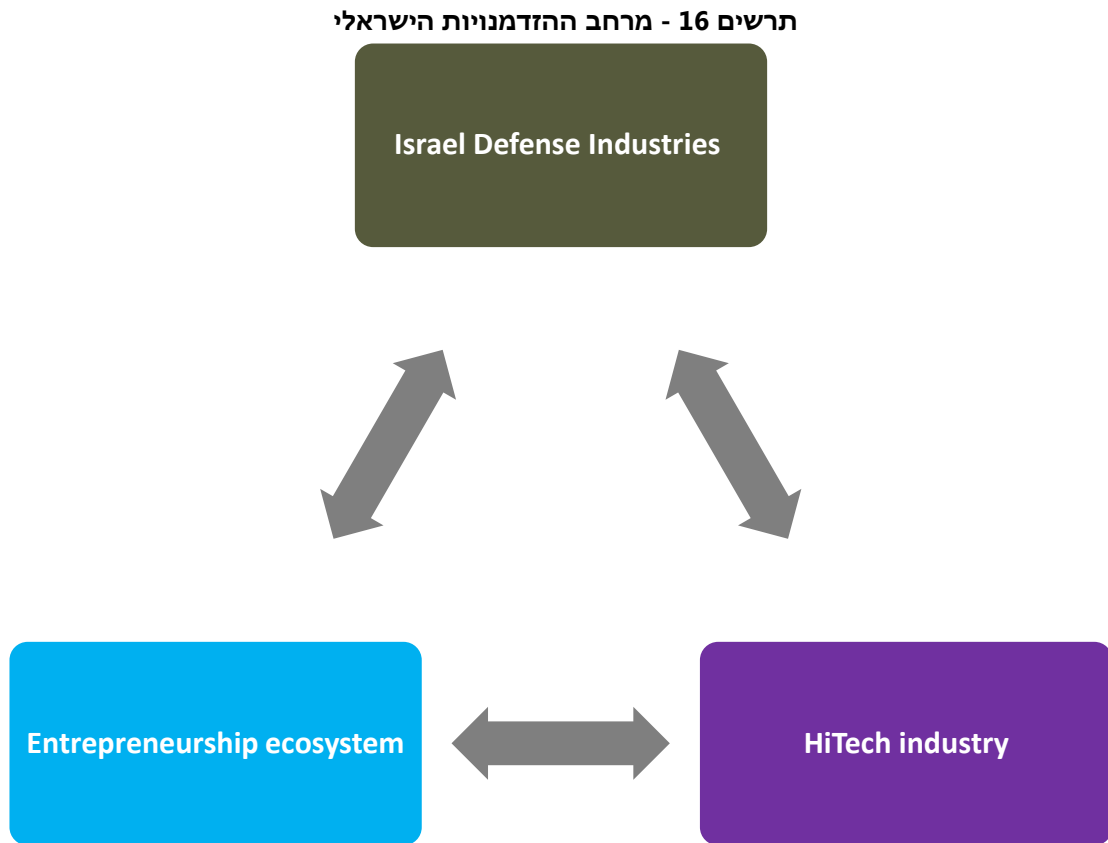 תרשים 16 - מרחב ההזדמנויות הישראלי
Israel Defense Industries
Entrepreneurship ecosystem
HiTech industry